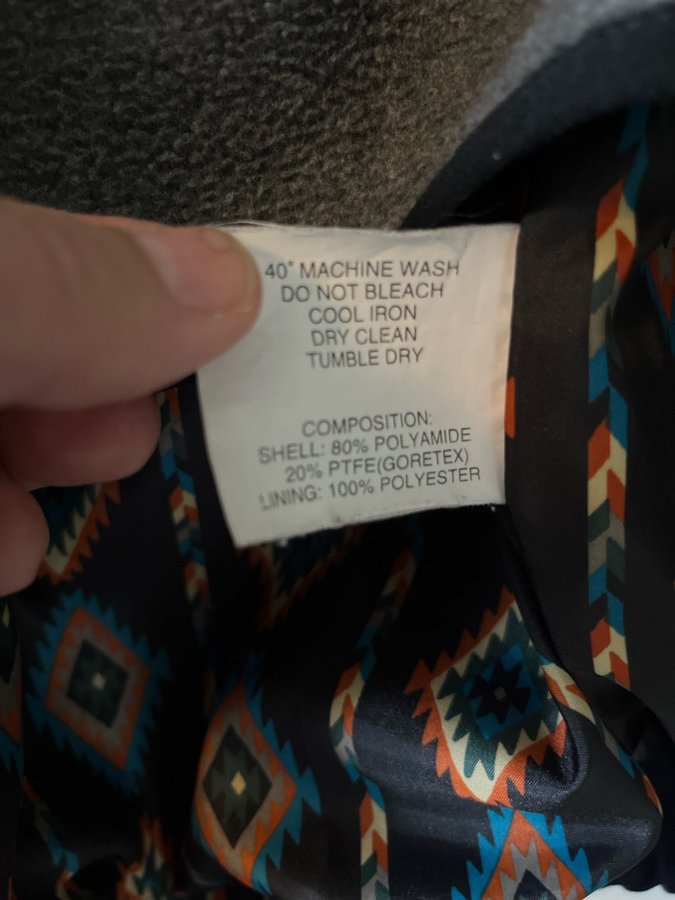 40° MACHINE WASH
DO NOT BLEACH
COOL IRON
DRY CLEAN
TUMBLE DRY
COMPOSITION:
SHELL: 80% POLYAMIDE
20% PTFE(GORETEX)
LINING: 100% POLYESTER